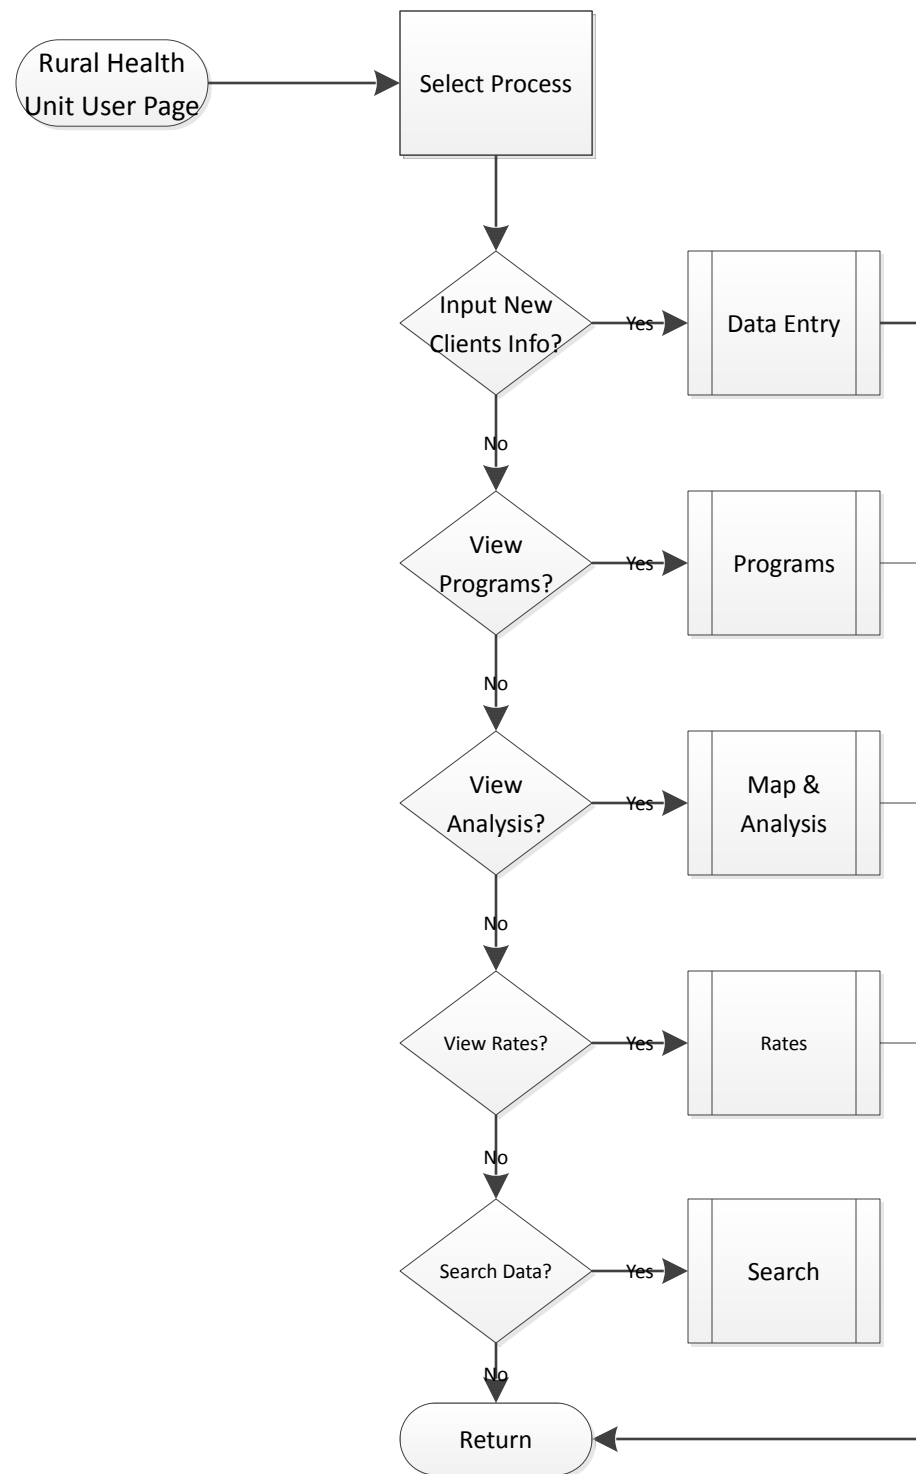 Rural Health
Unit User Page
Select Process
Input New
Clients Info?
Yes
Data Entry
No
View
Programs?
Yes
Programs
No
View
Analysis?
Yes
Map &
Analysis
No
View Rates?
Yes
Rates
No
Search Data?
Yes
Search
No
Return